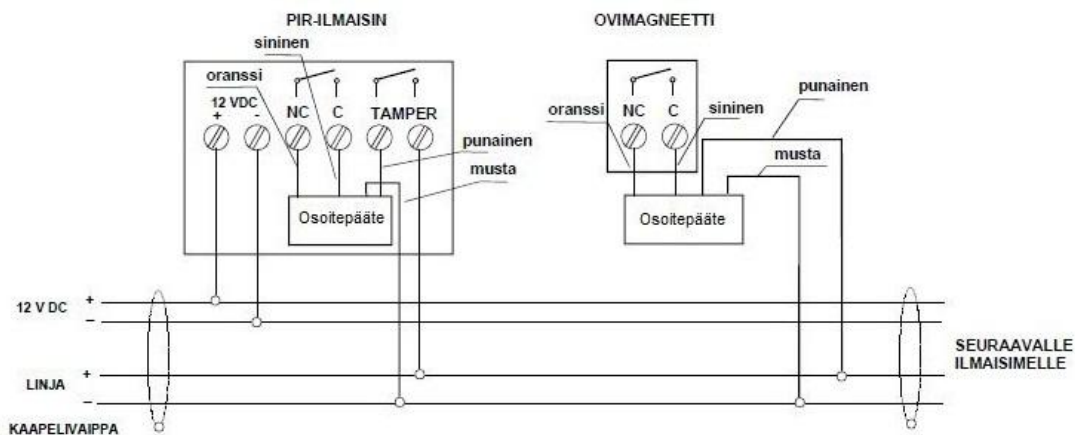 PIR-ILMAISIN
OVIMAGNEETTI
sininen
oranssi
12 VDC
+ -
NC C TAMPER
punainen
musta
Osoitepääte
oranssi
NC C
sininen
punainen
musta
Osoitepääte
12 V DC
+
–
LINJA
+
–
KAAPELIVAIPPA
SEURAAVALLE
ILMAISIMELLE